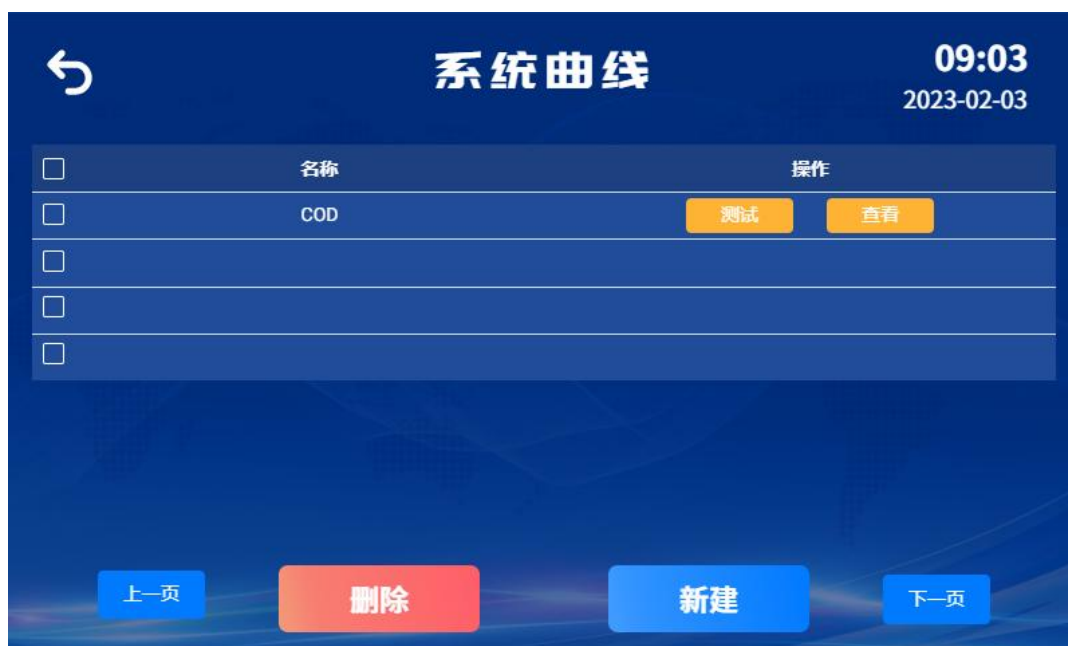 系统曲线
09:03
2023-02-03
名称 操作
COD 测试 查看
上一页 删除 新建 下一页